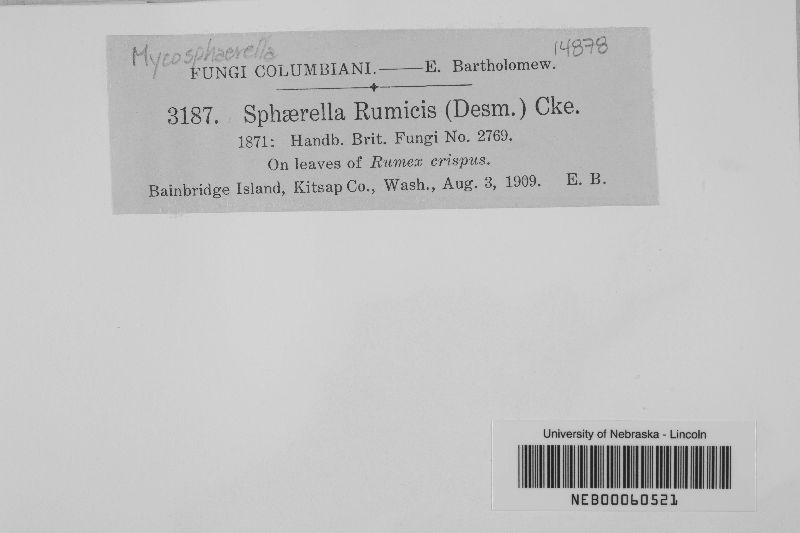 Mycosphaerella
14878
FUNGI COLUMBIANI.——E. Bartholomew.
3187. Sphærella Rumicis (Desm.) Cke.
1871: Handb. Brit. Fungi No. 2769.
On leaves of Rumex crispus.
Bainbridge Island, Kitsap Co., Wash., Aug. 3, 1909. E. B.
University of Nebraska - Lincoln
NEB00060521